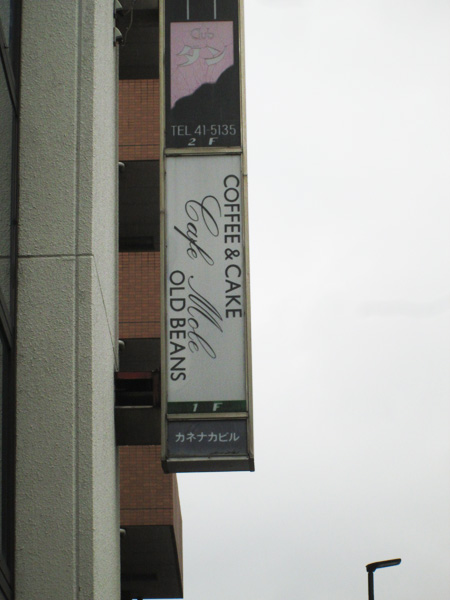 Club
タン
TEL 41-5135
2 F
COFFEE & CAKE
Cafe Mole
OLD BEANS
1 F
カネナカビル